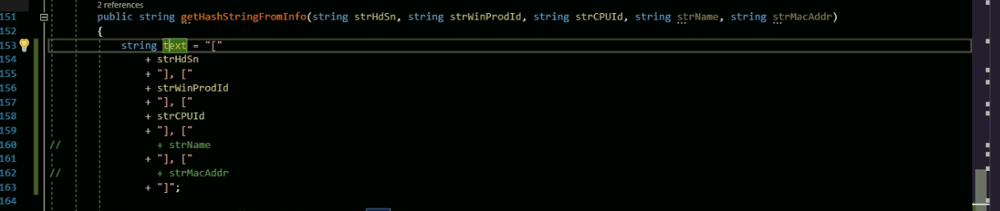 2 references
151 public string getHashStringFromInfo(string strHdSn, string strWinProdId, string strCPUId, string strName, string strMacAddr)
152 {
153 string text = "["
154 + strHdSn
155 + "], ["
156 + strWinProdId
157 + "], ["
158 + strCPUId
159 + "], ["
160 // + strName
161 + "], ["
162 // + strMacAddr
163 + "]";
164